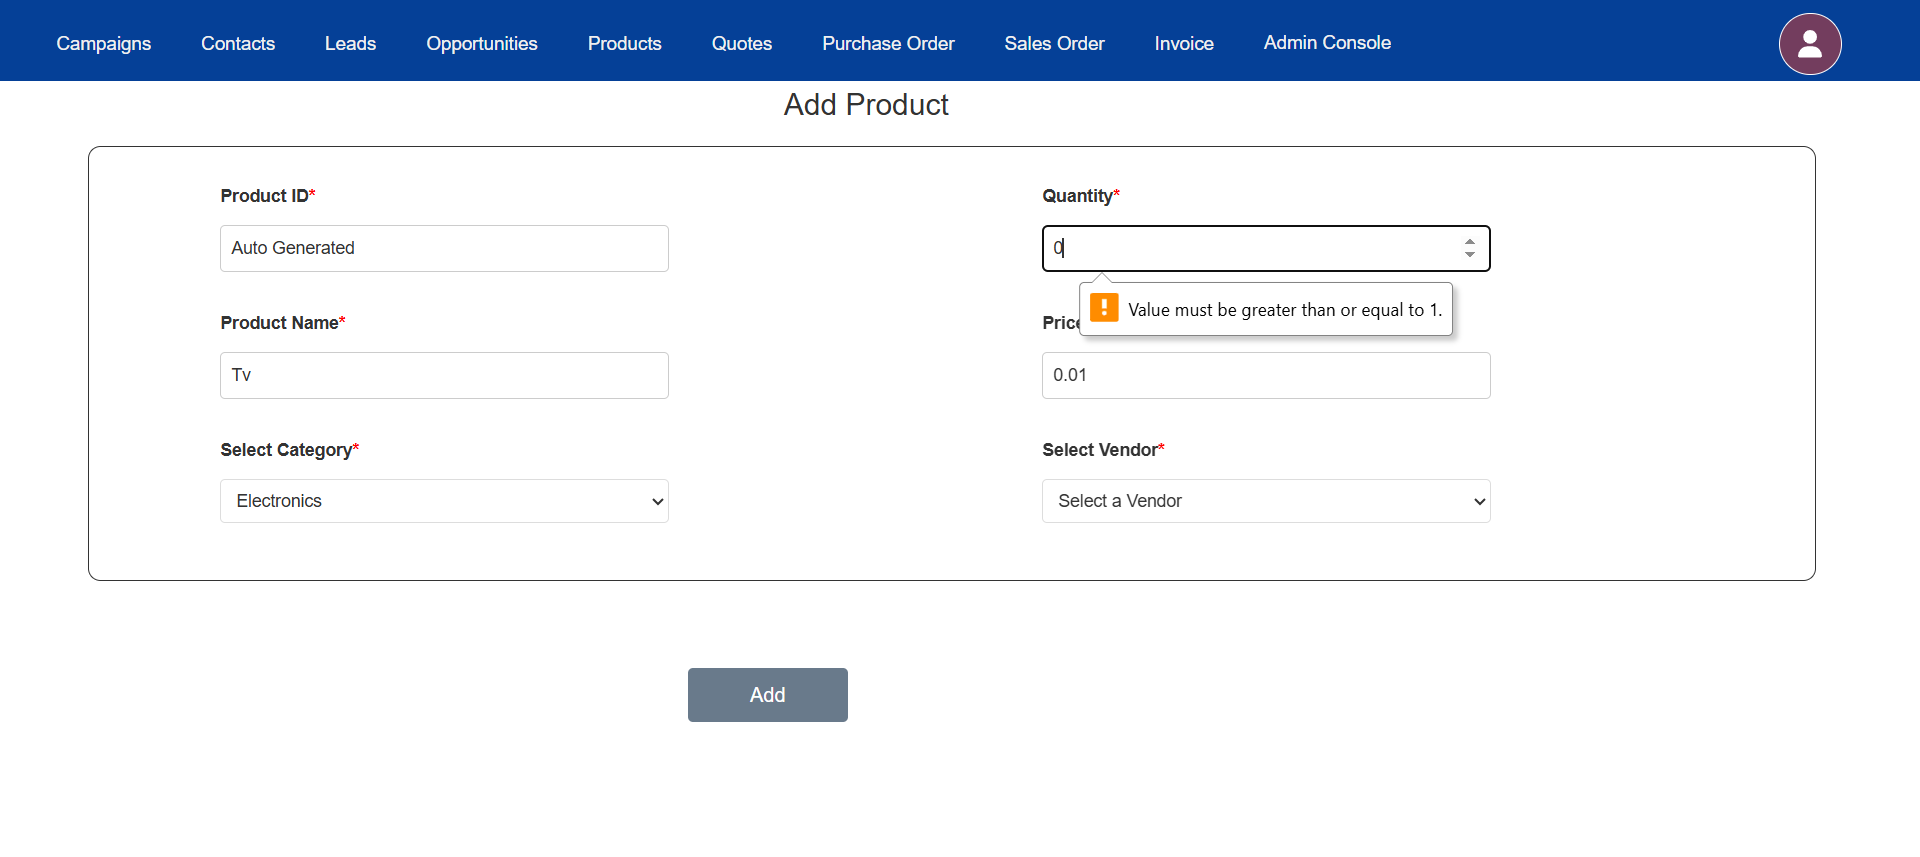 Campaigns Contacts Leads Opportunities Products Quotes Purchase Order Sales Order Invoice Admin Console
Add Product
Product ID* Quantity*
Auto Generated 0
Value must be greater than or equal to 1.
Product Name*
Tv 0.01
Select Category* Select Vendor*
Electronics Select a Vendor
Add